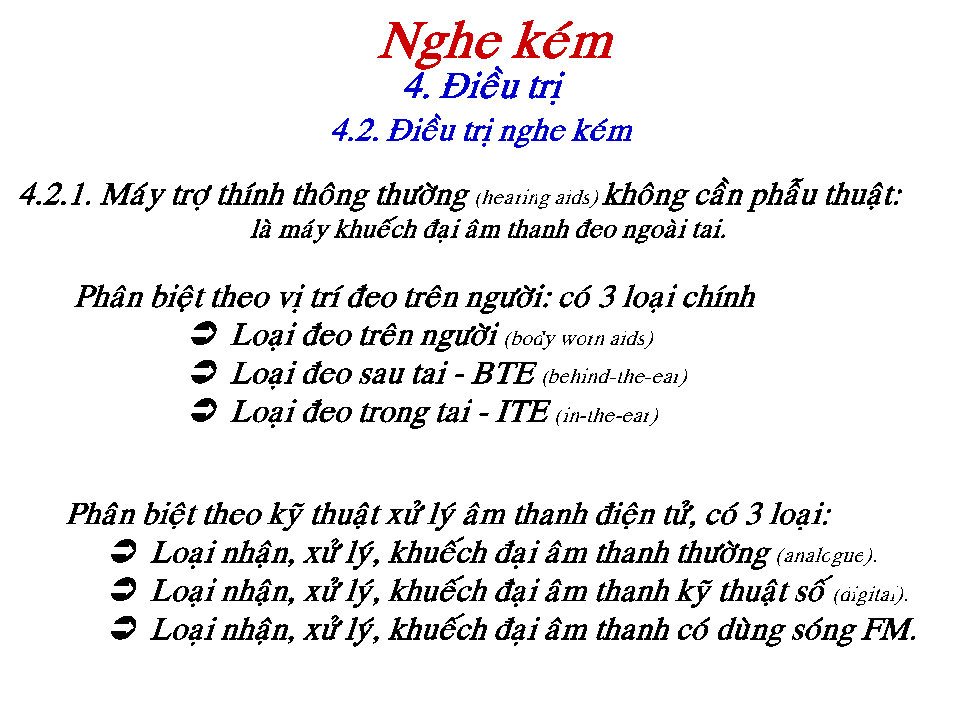 Nghe kém
4. Điều trị
4.2. Điều trị nghe kém
4.2.1. Máy trợ thính thông thường (hearing aids) không cần phẫu thuật:
là máy khuếch đại âm thanh đeo ngoài tai.
Phân biệt theo vị trí đeo trên người: có 3 loại chính
➲ Loại đeo trên người (body worn aids)
➲ Loại đeo sau tai - BTE (behind-the-ear)
➲ Loại đeo trong tai - ITE (in-the-ear)
Phân biệt theo kỹ thuật xử lý âm thanh điện tử, có 3 loại:
➲ Loại nhận, xử lý, khuếch đại âm thanh thường (analogue).
➲ Loại nhận, xử lý, khuếch đại âm thanh kỹ thuật số (digital).
➲ Loại nhận, xử lý, khuếch đại âm thanh có dùng sóng FM.